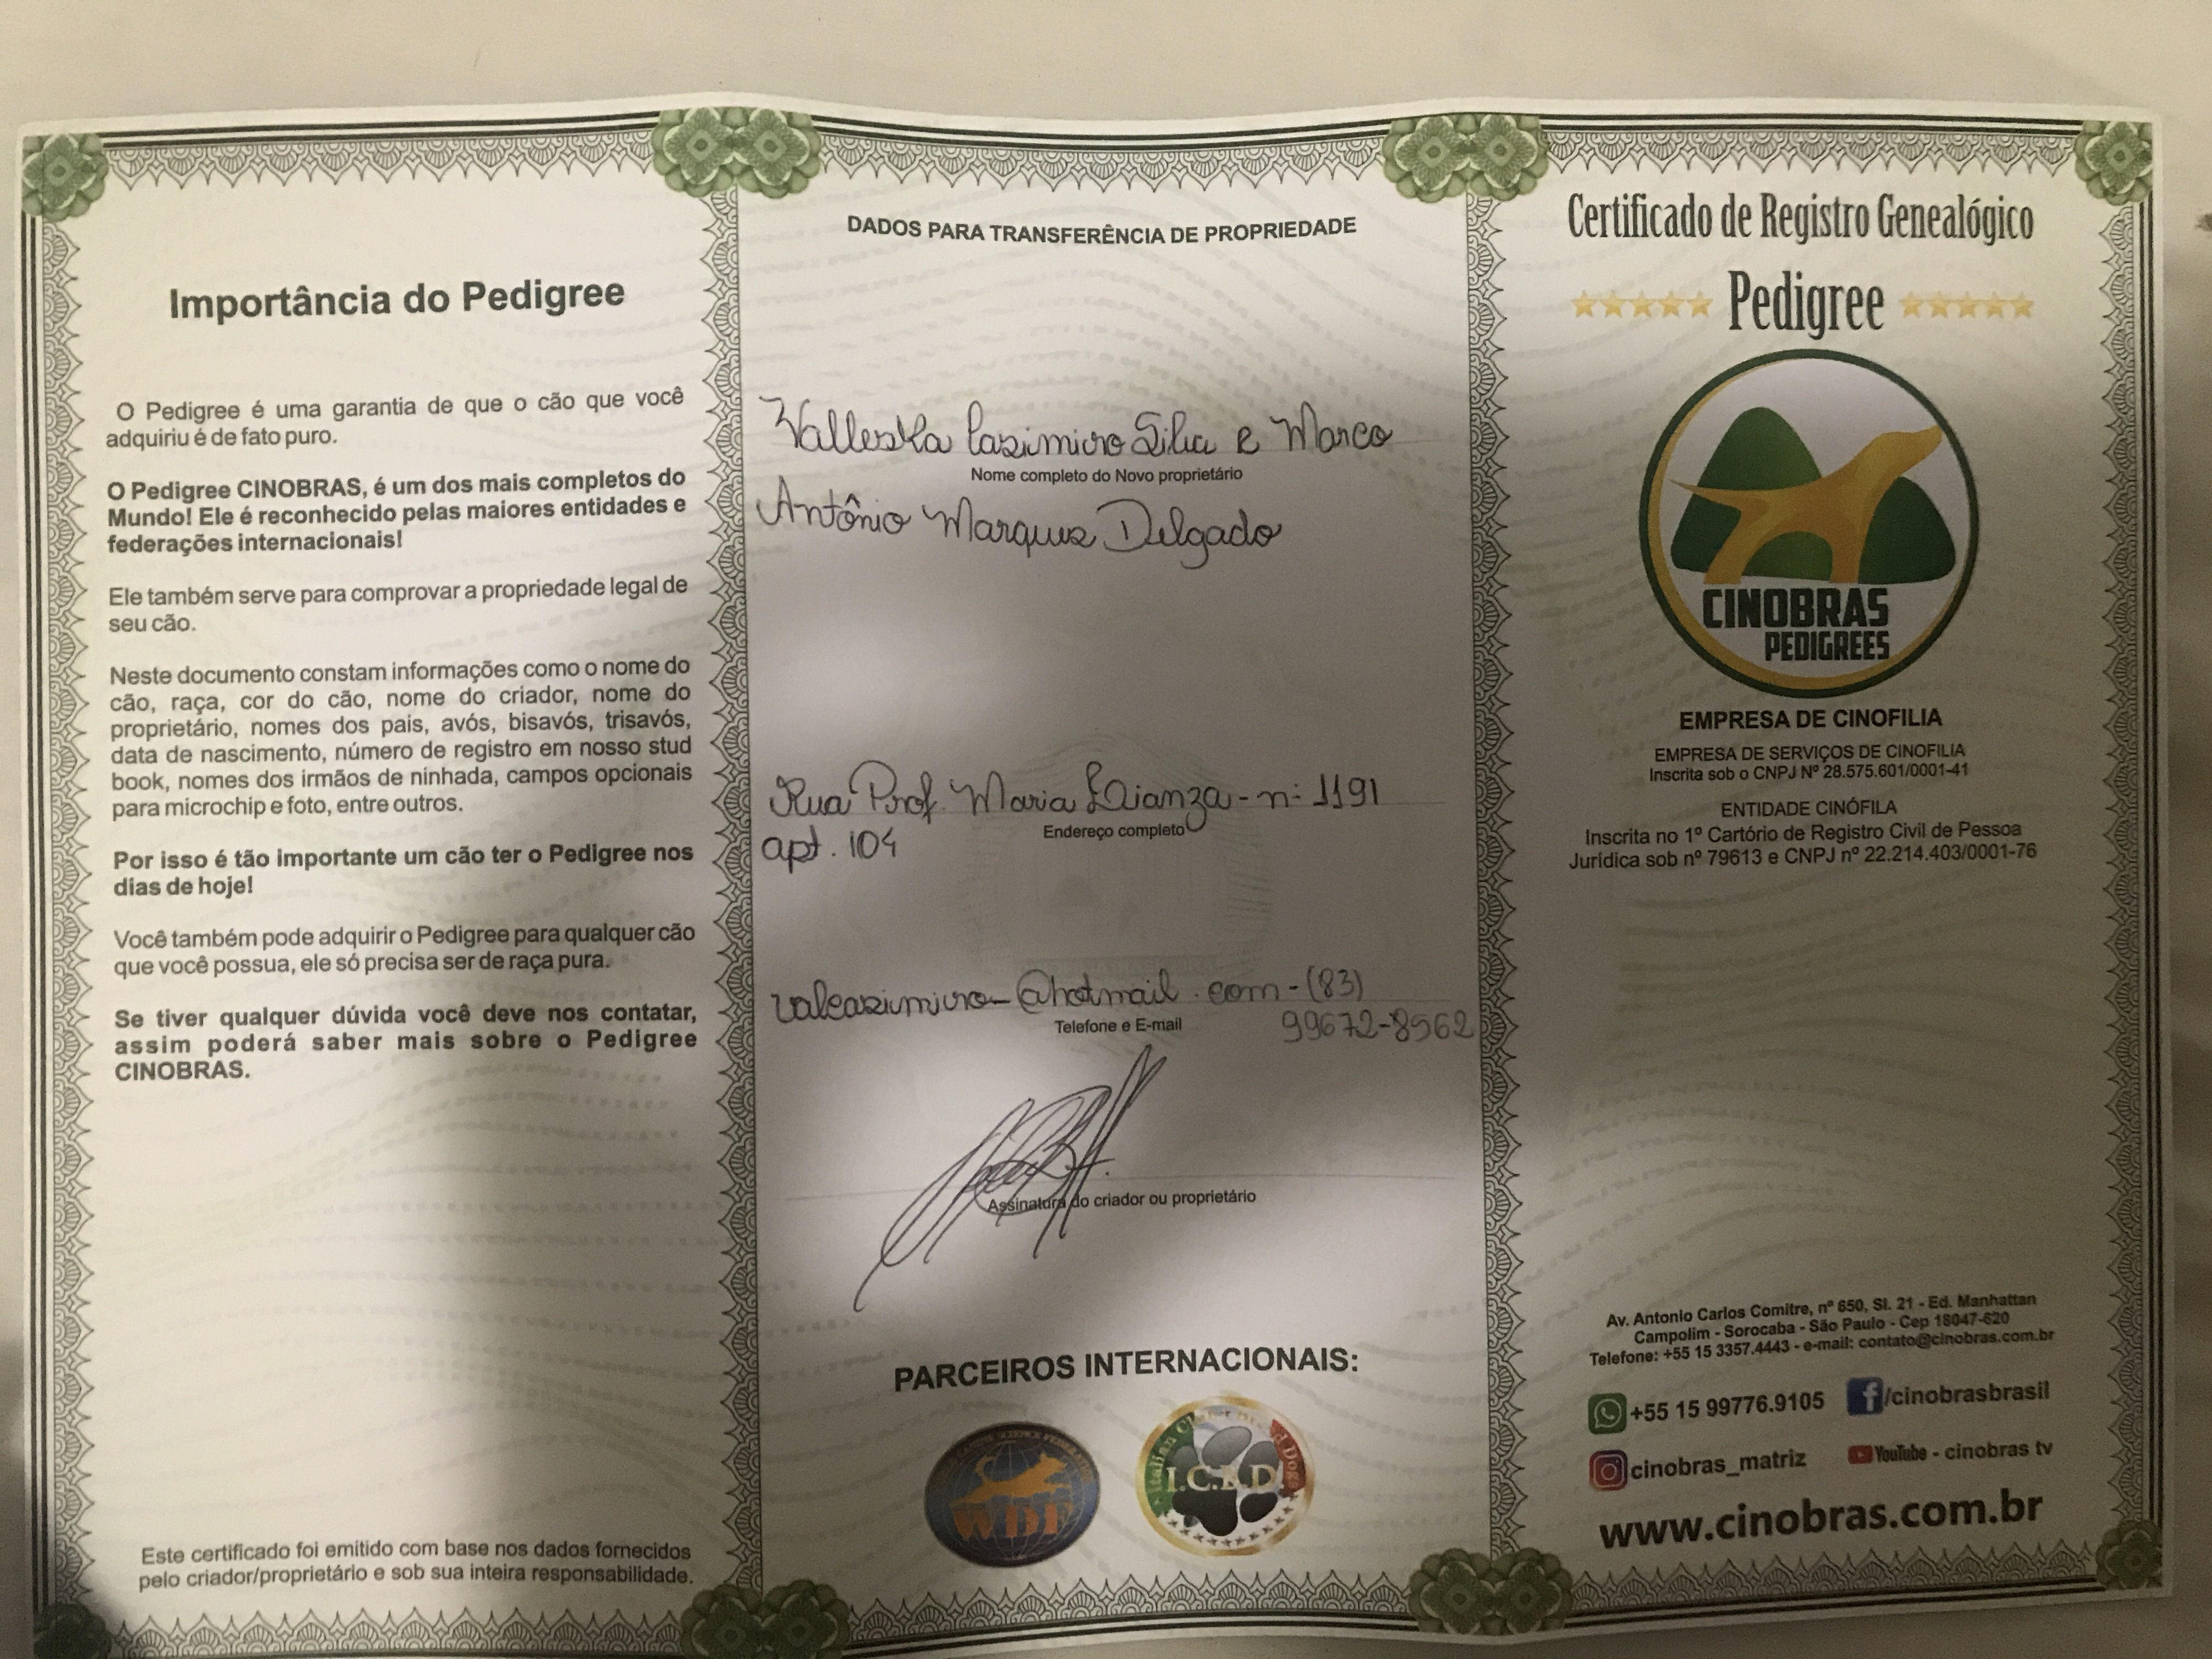 Importância do Pedigree
O Pedigree é uma garantia de que o cão que você
adquiriu é de fato puro.
O Pedigree CINOBRAS, é um dos mais completos do
Mundo! Ele é reconhecido pelas maiores entidades e
federações internacionais!
Ele também serve para comprovar a propriedade legal de
seu cão.
Neste documento constam informações como o nome do
cão, raça, cor do cão, nome do criador, nome do
proprietário, nomes dos pais, avós, bisavós, trisavós,
data de nascimento, número de registro em nosso stud
book, nomes dos irmãos de ninhada, campos opcionais
para microchip e foto, entre outros.
Por isso é tão importante um cão ter o Pedigree nos
dias de hoje!
Você também pode adquirir o Pedigree para qualquer cão
que você possua, ele só precisa ser de raça pura.
Se tiver qualquer dúvida você deve nos contatar,
assim poderá saber mais sobre o Pedigree
CINOBRAS.
Este certificado foi emitido com base nos dados fornecidos
pelo criador/proprietário e sob sua inteira responsabilidade.
DADOS PARA TRANSFERÊNCIA DE PROPRIEDADE
Walleska Casimiro Silva e Marco
Nome completo do Novo proprietário
Antônio Marques Delgado
Rua Prof. Maria Lianza - nº 1191
Endereço completo
apt. 104
valcasimiro_@hotmail.com - (83)
Telefone e E-mail
99672-8562
Assinatura do criador ou proprietário
PARCEIROS INTERNACIONAIS:
WDF
I.C.B.D
Certificado de Registro Genealógico
Pedigree
CINOBRAS
PEDIGREES
EMPRESA DE CINOFILIA
EMPRESA DE SERVIÇOS DE CINOFILIA
Inscrita sob o CNPJ Nº 28.575.601/0001-41
ENTIDADE CINÓFILA
Inscrita no 1º Cartório de Registro Civil de Pessoa
Jurídica sob nº 79613 e CNPJ nº 22.214.403/0001-76
Av. Antonio Carlos Comitre, nº 650, Sl. 21 - Ed. Manhattan
Campolim - Sorocaba - São Paulo - Cep 18047-620
Telefone: +55 15 3357.4443 - e-mail: contato@cinobras.com.br
+55 15 99776.9105
/cinobrasbrasil
cinobras_matriz
YouTube - cinobras tv
www.cinobras.com.br